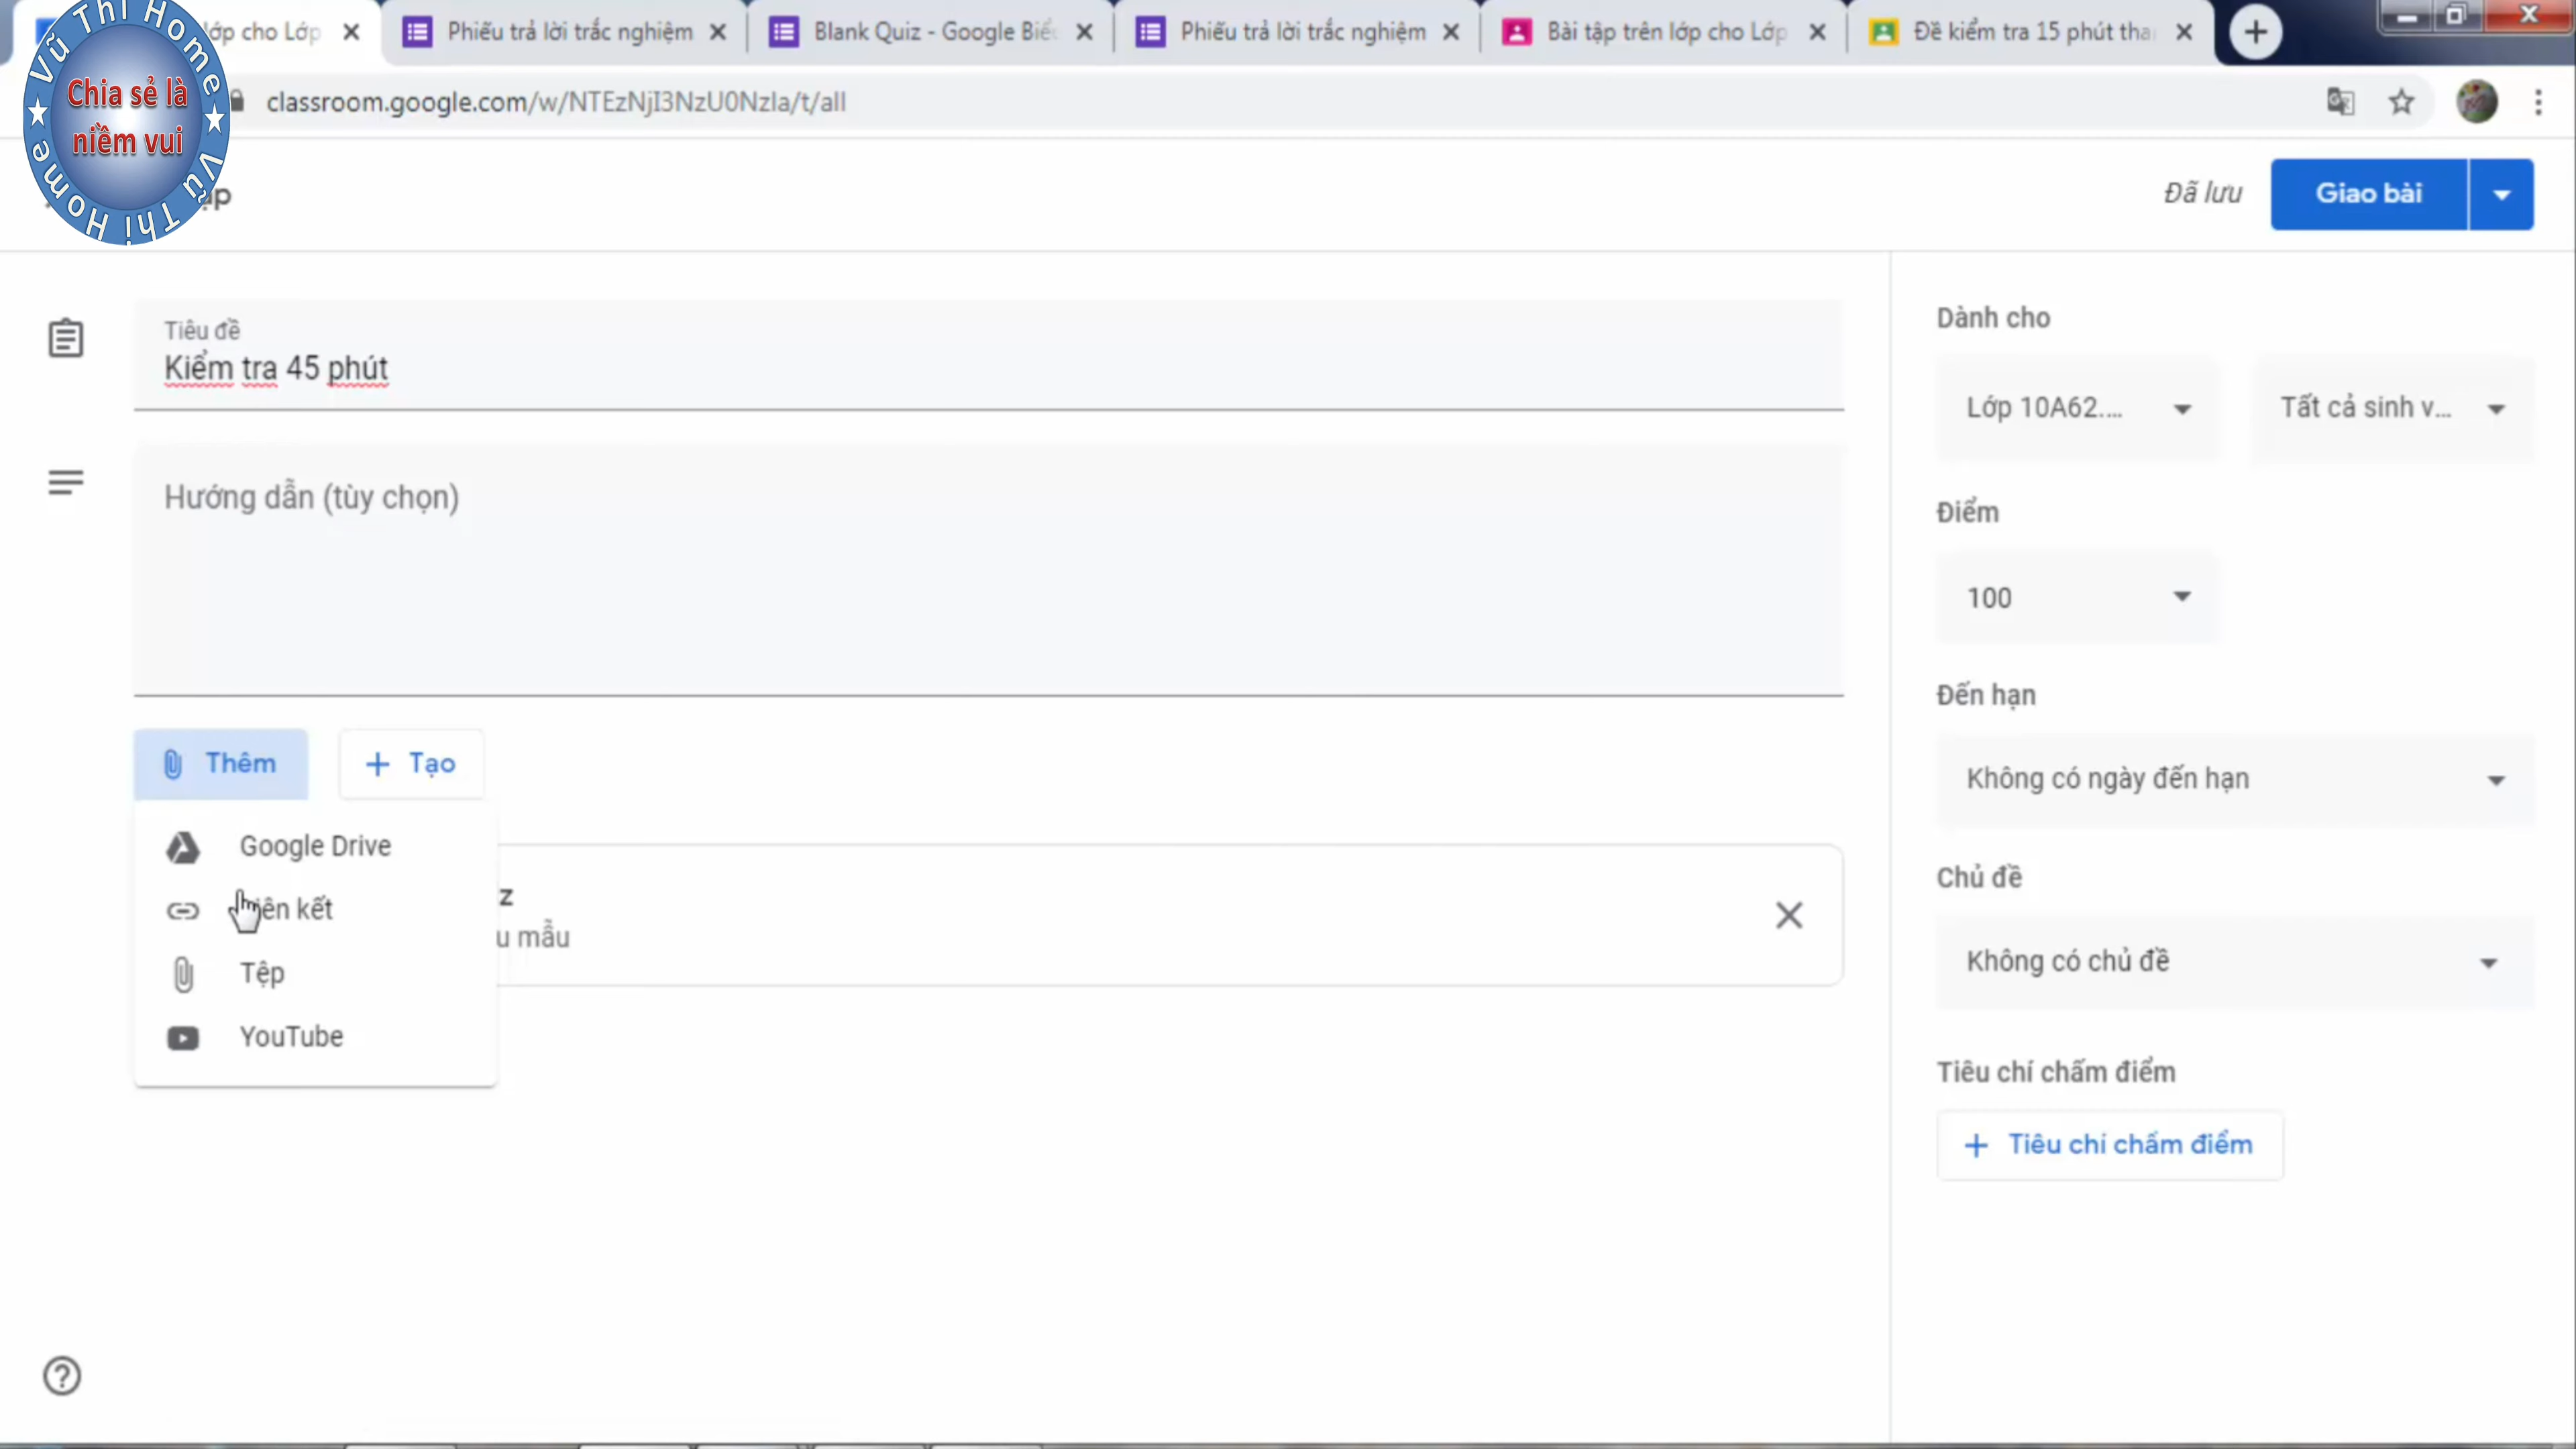 ớp cho Lớp
Phiếu trả lời trắc nghiệm
Blank Quiz - Google Biể
Phiếu trả lời trắc nghiệm
Bài tập trên lớp cho Lớp
Đề kiểm tra 15 phút tha
Vũ Thi Home
Chia sẻ là
niềm vui
Vũ Thi Home
classroom.google.com/w/NTEzNjI3NzU0Nzla/t/all
Đã lưu
Giao bài
Tiêu đề
Kiểm tra 45 phút
Hướng dẫn (tùy chọn)
Thêm
Tạo
Google Drive
ên kết
Tệp
YouTube
z
u mẫu
Dành cho
Lớp 10A62....
Tất cả sinh v...
Điểm
100
Đến hạn
Không có ngày đến hạn
Chủ đề
Không có chủ đề
Tiêu chí chấm điểm
Tiêu chí chấm điểm